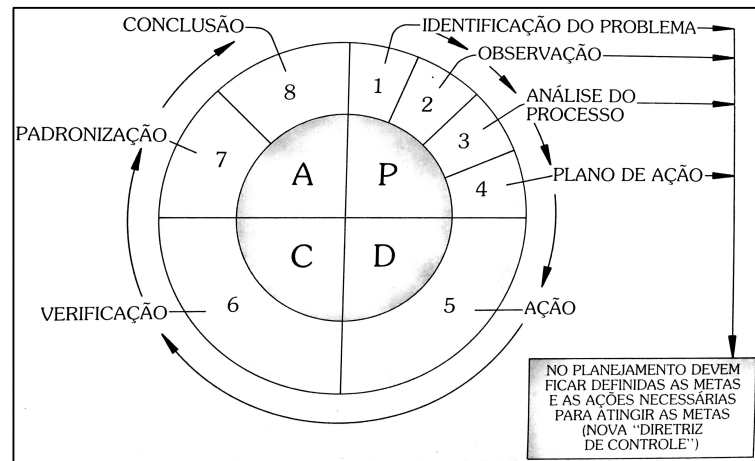 CONCLUSÃO
IDENTIFICAÇÃO DO PROBLEMA
OBSERVAÇÃO
ANÁLISE DO
PROCESSO
PLANO DE AÇÃO
AÇÃO
VERIFICAÇÃO
PADRONIZAÇÃO
8
1
2
3
4
5
6
7
A
P
C
D
NO PLANEJAMENTO DEVEM
FICAR DEFINIDAS AS METAS
E AS AÇÕES NECESSÁRIAS
PARA ATINGIR AS METAS
(NOVA "DIRETRIZ
DE CONTROLE")